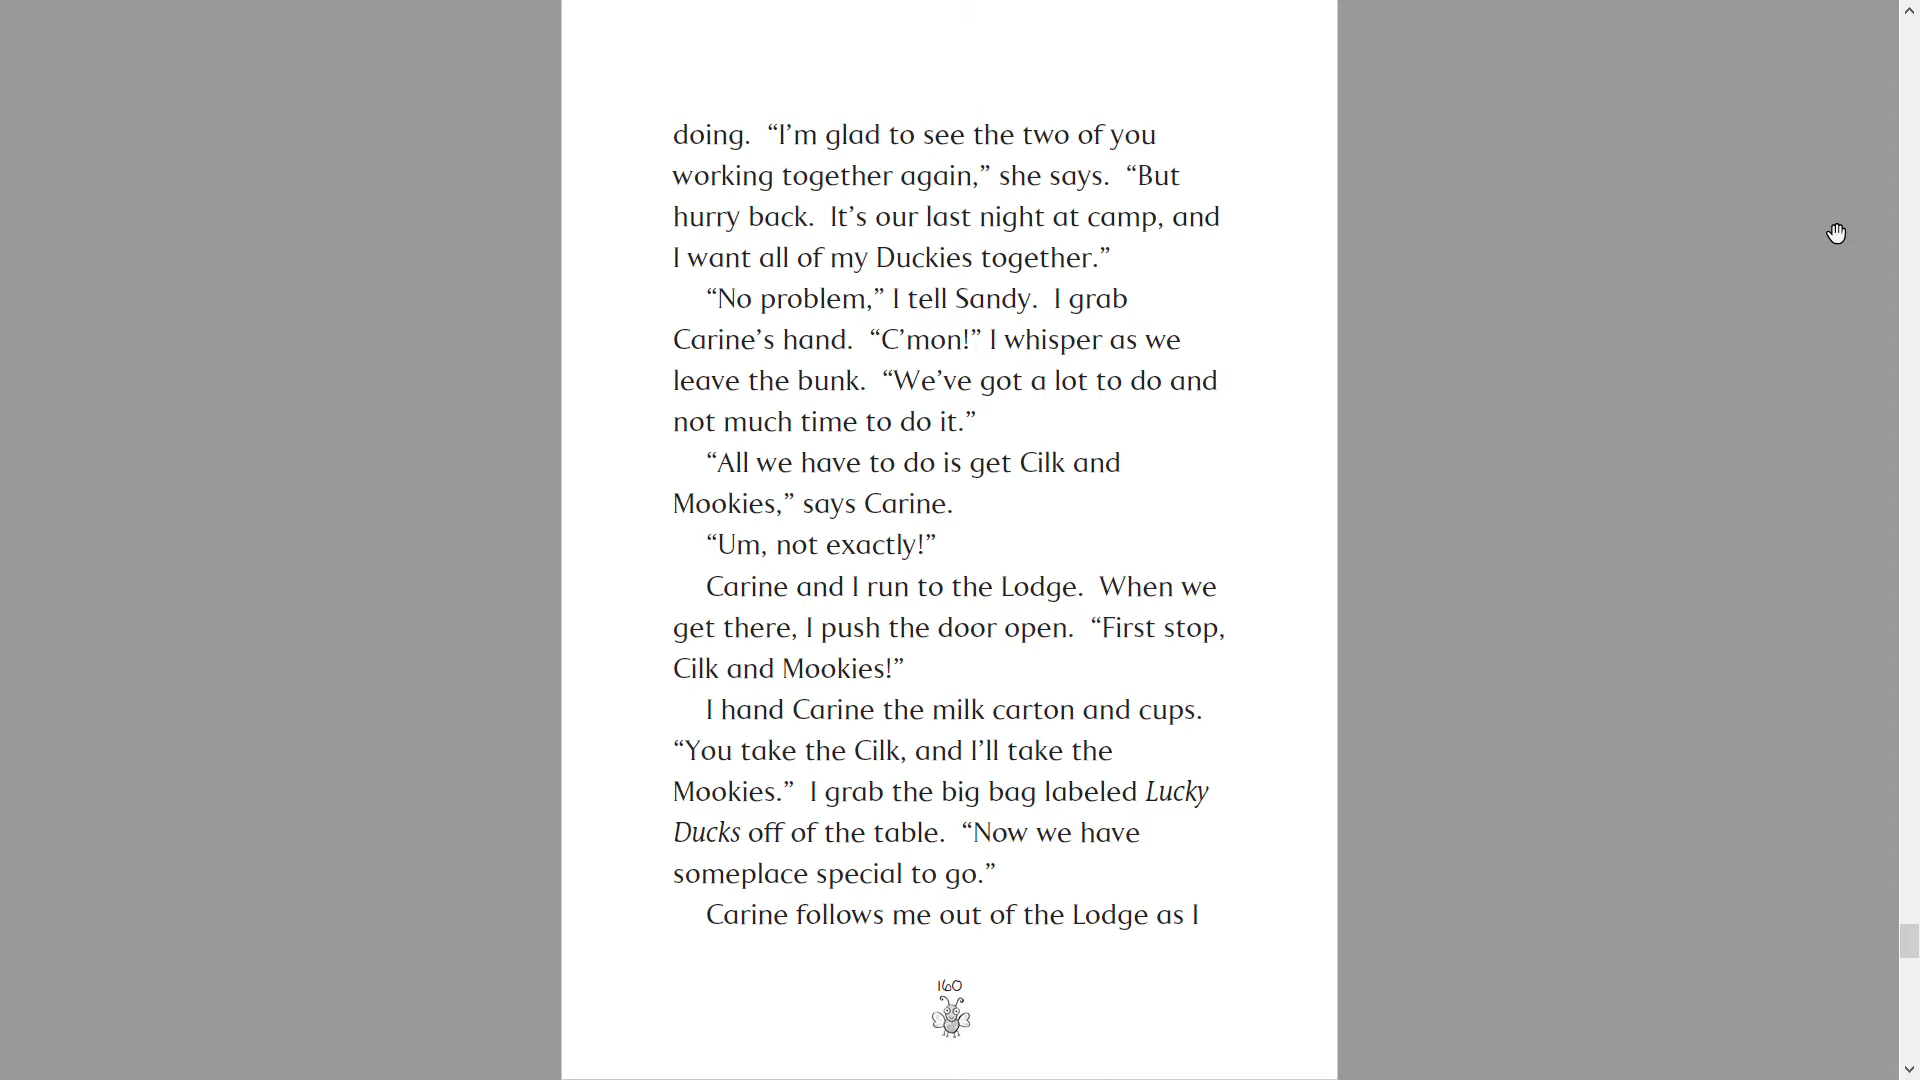 doing.  “I’m glad to see the two of you
working together again,” she says.  “But
hurry back.  It’s our last night at camp, and
I want all of my Duckies together.”
“No problem,” I tell Sandy.  I grab
Carine’s hand.  “C’mon!” I whisper as we
leave the bunk.  “We’ve got a lot to do and
not much time to do it.”
“All we have to do is get Cilk and
Mookies,” says Carine.
“Um, not exactly!”
Carine and I run to the Lodge.  When we
get there, I push the door open.  “First stop,
Cilk and Mookies!”
I hand Carine the milk carton and cups.
“You take the Cilk, and I’ll take the
Mookies.”  I grab the big bag labeled Lucky
Ducks off of the table.  “Now we have
someplace special to go.”
Carine follows me out of the Lodge as I
160